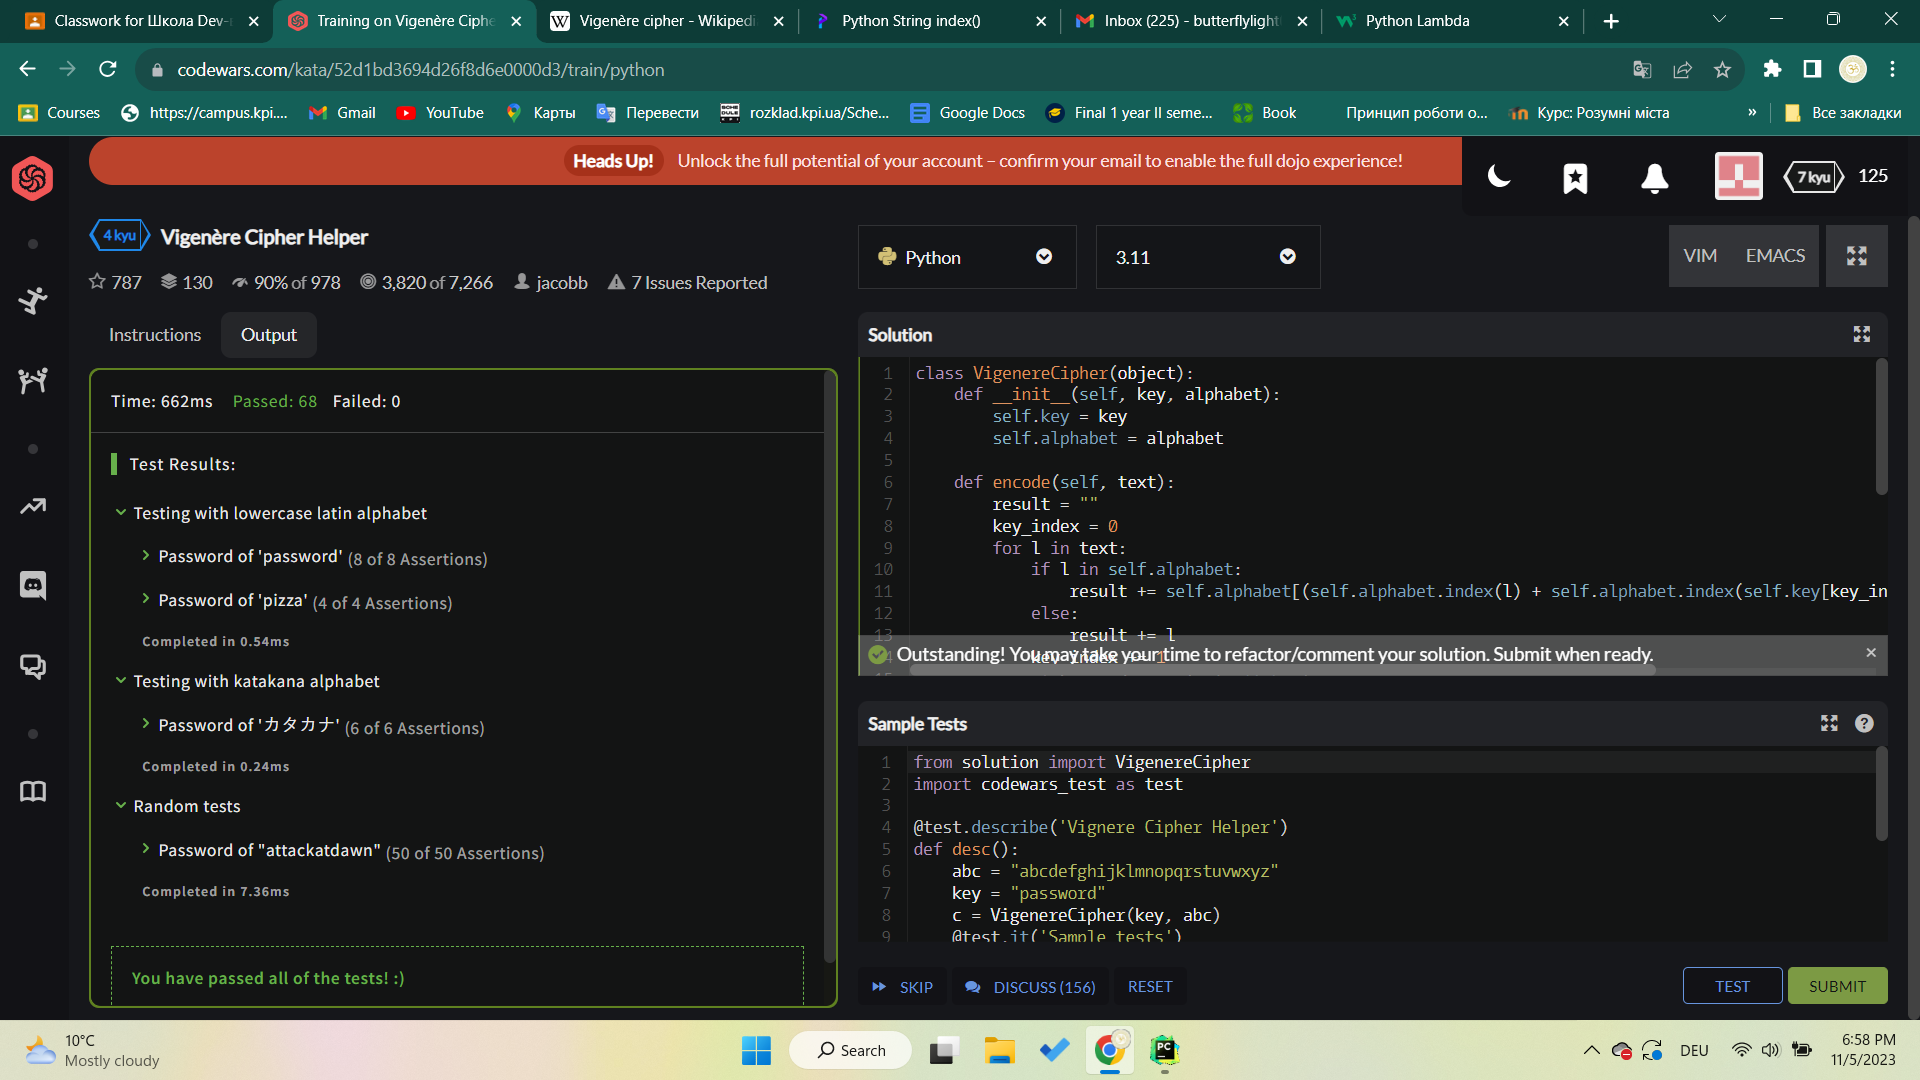 Classwork for Школа Dev-
Training on Vigenère Ciphe
Vigenère cipher - Wikipedi
Python String index()
Inbox (225) - butterflylight
Python Lambda
codewars.com/kata/52d1bd3694d26f8d6e0000d3/train/python
Courses
https://campus.kpi....
Gmail
YouTube
Карты
Перевести
rozklad.kpi.ua/Sche...
Google Docs
Final 1 year II seme...
Book
Принцип роботи о...
Курс: Розумні міста
»
Все закладки
Heads Up! Unlock the full potential of your account – confirm your email to enable the full dojo experience!
7 kyu
125
4 kyu
Vigenère Cipher Helper
787
130
90% of 978
3,820 of 7,266
jacobb
7 Issues Reported
Python
3.11
VIM
EMACS
Instructions
Output
Time: 662ms Passed: 68 Failed: 0
Test Results:
Testing with lowercase latin alphabet
Password of 'password' (8 of 8 Assertions)
Password of 'pizza' (4 of 4 Assertions)
Completed in 0.54ms
Testing with katakana alphabet
Password of 'カタカナ' (6 of 6 Assertions)
Completed in 0.24ms
Random tests
Password of "attackatdawn" (50 of 50 Assertions)
Completed in 7.36ms
You have passed all of the tests! :)
Solution
1 class VigenereCipher(object):
2 def __init__(self, key, alphabet):
3 self.key = key
4 self.alphabet = alphabet
5
6 def encode(self, text):
7 result = ""
8 key_index = 0
9 for l in text:
10 if l in self.alphabet:
11 result += self.alphabet[(self.alphabet.index(l) + self.alphabet.index(self.key[key_in
12 else:
13 result += l
14 key_index += 1
Outstanding! You may take your time to refactor/comment your solution. Submit when ready.
Sample Tests
1 from solution import VigenereCipher
2 import codewars_test as test
3
4 @test.describe('Vignere Cipher Helper')
5 def desc():
6 abc = "abcdefghijklmnopqrstuvwxyz"
7 key = "password"
8 c = VigenereCipher(key, abc)
9 @test.it('Sample tests')
SKIP
DISCUSS (156)
RESET
TEST
SUBMIT
10°C
Mostly cloudy
Search
PC
DEU
6:58 PM
11/5/2023